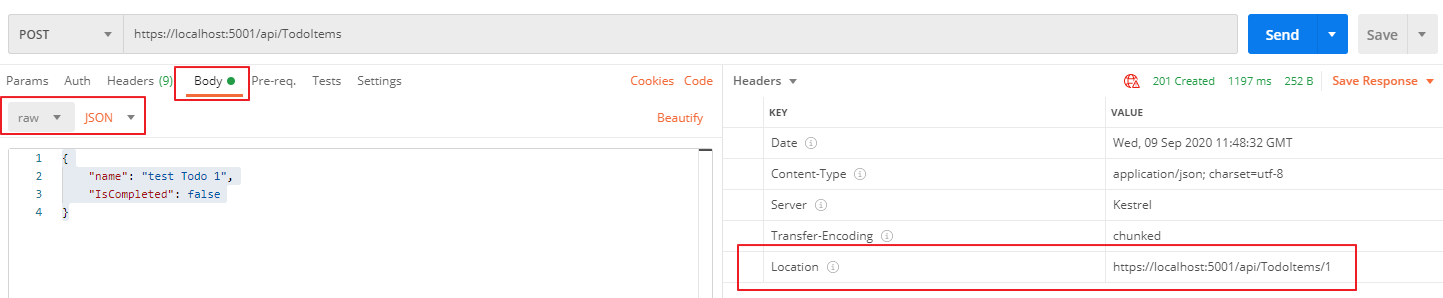 POST https://localhost:5001/api/TodoItems Send Save
Params Auth Headers (9) Body Pre-req. Tests Settings Cookies Code
raw JSON Beautify
1 {
2 "name": "test Todo 1",
3 "IsCompleted": false
4 }
Headers 201 Created 1197 ms 252 B Save Response
KEY VALUE
Date Wed, 09 Sep 2020 11:48:32 GMT
Content-Type application/json; charset=utf-8
Server Kestrel
Transfer-Encoding chunked
Location https://localhost:5001/api/TodoItems/1